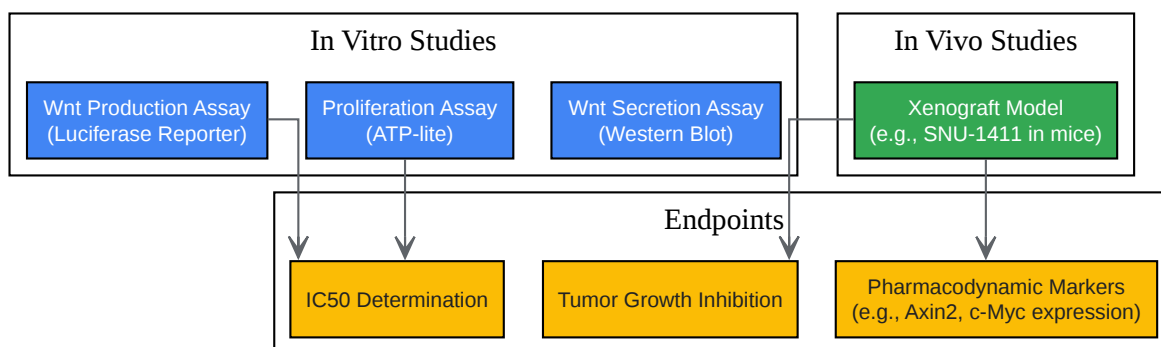 In Vitro Studies
In Vivo Studies
Wnt Production Assay
(Luciferase Reporter)
Proliferation Assay
(ATP-lite)
Wnt Secretion Assay
(Western Blot)
Xenograft Model
(e.g., SNU-1411 in mice)
Endpoints
IC50 Determination
Tumor Growth Inhibition
Pharmacodynamic Markers
(e.g., Axin2, c-Myc expression)